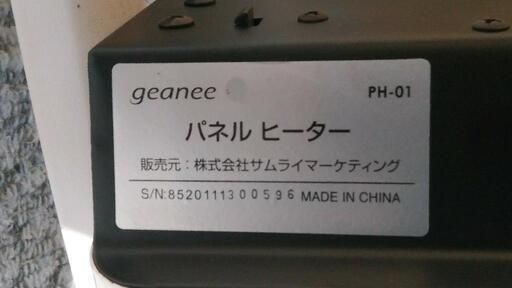 geanee PH-01
パネル ヒーター
販売元：株式会社サムライマーケティング
S/N:8520111300596 MADE IN CHINA